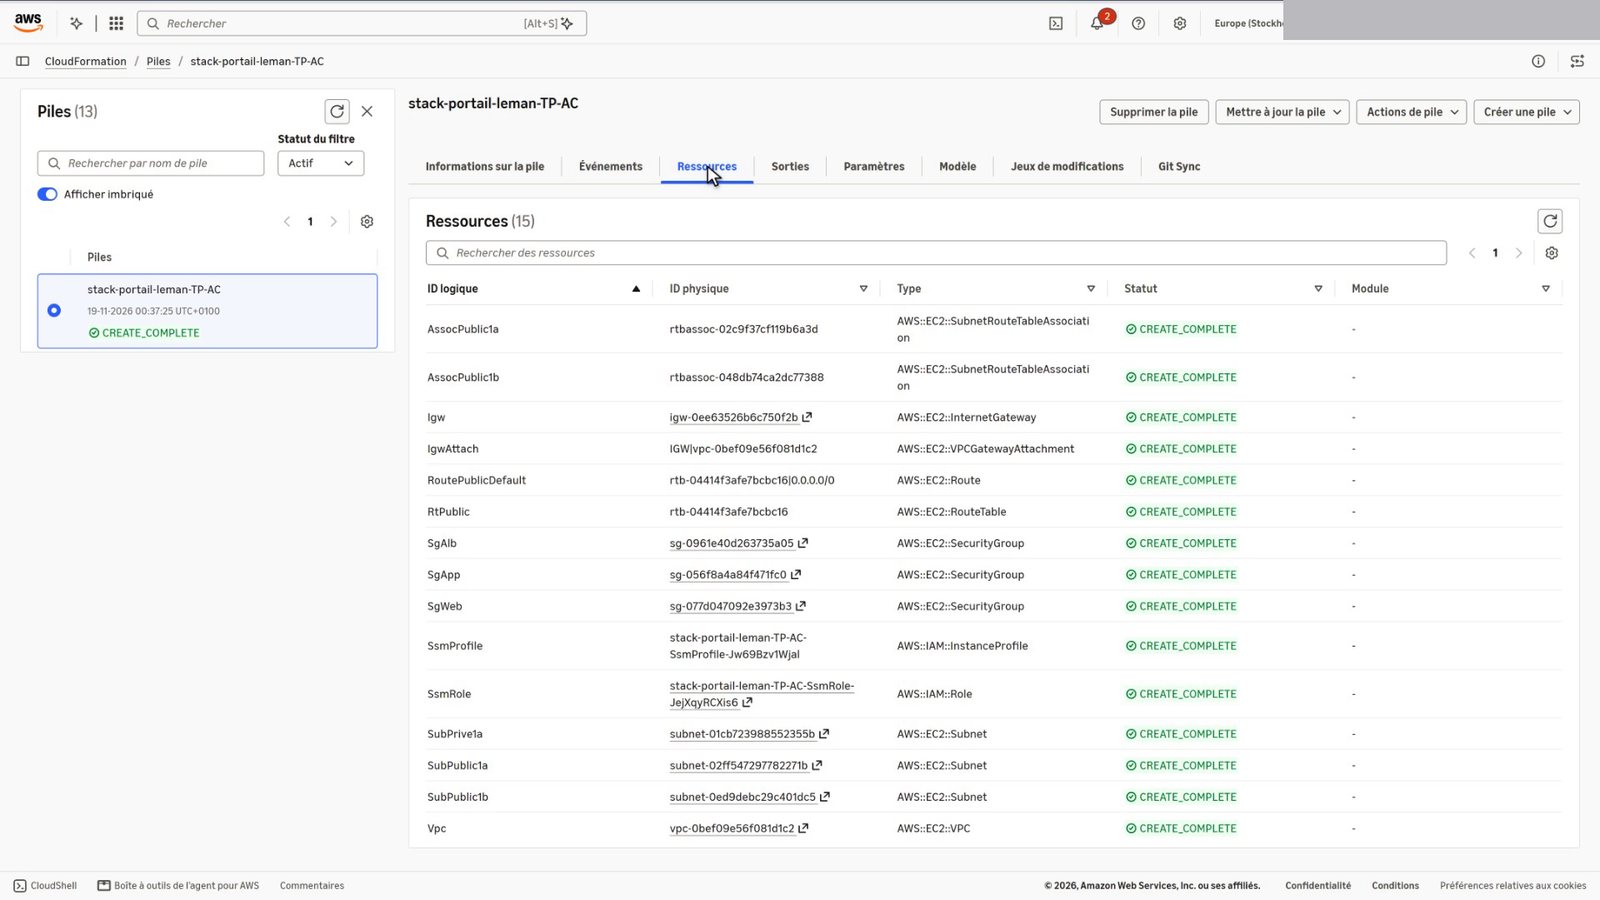 aws
Rechercher
[Alt+S]
2
CloudFormation / Piles / stack-portail-leman-TP-AC
Piles (13)
Statut du filtre
Rechercher par nom de pile
Actif
Afficher imbriqué
1
Piles
stack-portail-leman-TP-AC
19-11-2026 00:37:25 UTC+0100
CREATE_COMPLETE
stack-portail-leman-TP-AC
Supprimer la pile
Mettre à jour la pile
Actions de pile
Créer une pile
Informations sur la pile
Événements
Ressources
Sorties
Paramètres
Modèle
Jeux de modifications
Git Sync
Ressources (15)
Rechercher des ressources
1
ID logique ID physique Type Statut Module
AssocPublic1a rtbassoc-02c9f37cf119b6a3d AWS::EC2::SubnetRouteTableAssociati
on
CREATE_COMPLETE -
AssocPublic1b rtbassoc-048db74ca2dc77388 AWS::EC2::SubnetRouteTableAssociati
on
CREATE_COMPLETE -
Igw igw-0ee63526b6c750f2b AWS::EC2::InternetGateway CREATE_COMPLETE -
IgwAttach IGW|vpc-0bef09e56f081d1c2 AWS::EC2::VPCGatewayAttachment CREATE_COMPLETE -
RoutePublicDefault rtb-04414f3afe7bcbc16|0.0.0.0/0 AWS::EC2::Route CREATE_COMPLETE -
RtPublic rtb-04414f3afe7bcbc16 AWS::EC2::RouteTable CREATE_COMPLETE -
SgAlb sg-0961e40d263735a05 AWS::EC2::SecurityGroup CREATE_COMPLETE -
SgApp sg-056f8a4a84f471fc0 AWS::EC2::SecurityGroup CREATE_COMPLETE -
SgWeb sg-077d047092e3973b3 AWS::EC2::SecurityGroup CREATE_COMPLETE -
SsmProfile stack-portail-leman-TP-AC-
SsmProfile-Jw69Bzv1WjaI
AWS::IAM::InstanceProfile CREATE_COMPLETE -
SsmRole stack-portail-leman-TP-AC-SsmRole-
JejXqyRCXis6
AWS::IAM::Role CREATE_COMPLETE -
SubPrive1a subnet-01cb723988552355b AWS::EC2::Subnet CREATE_COMPLETE -
SubPublic1a subnet-02ff547297782271b AWS::EC2::Subnet CREATE_COMPLETE -
SubPublic1b subnet-0ed9debc29c401dc5 AWS::EC2::Subnet CREATE_COMPLETE -
Vpc vpc-0bef09e56f081d1c2 AWS::EC2::VPC CREATE_COMPLETE -
CloudShell
Boîte à outils de l'agent pour AWS
Commentaires
© 2026, Amazon Web Services, Inc. ou ses affiliés.
Confidentialité
Conditions
Préférences relatives aux cookies
Europe (Stockh